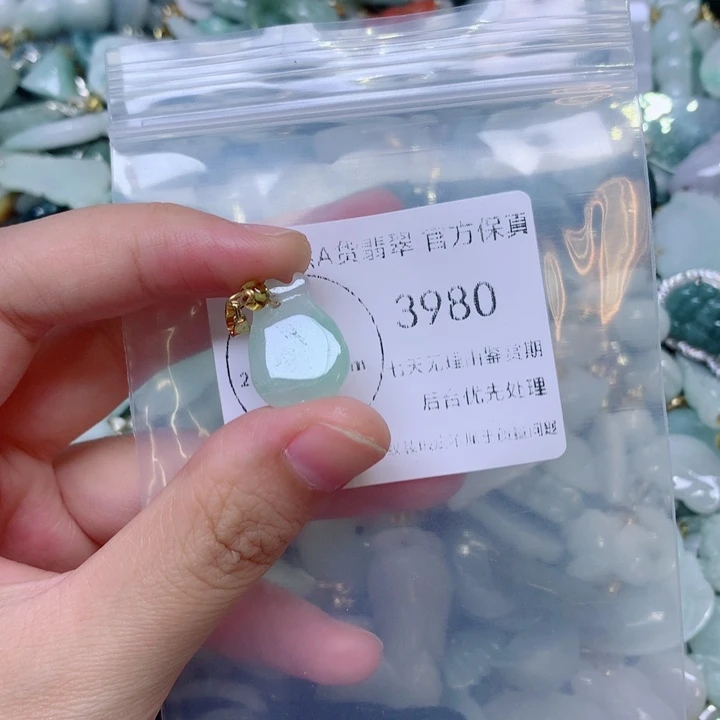 A货翡翠 官方保真
3980
2 m
七天无理由鉴赏期
后台优先处理